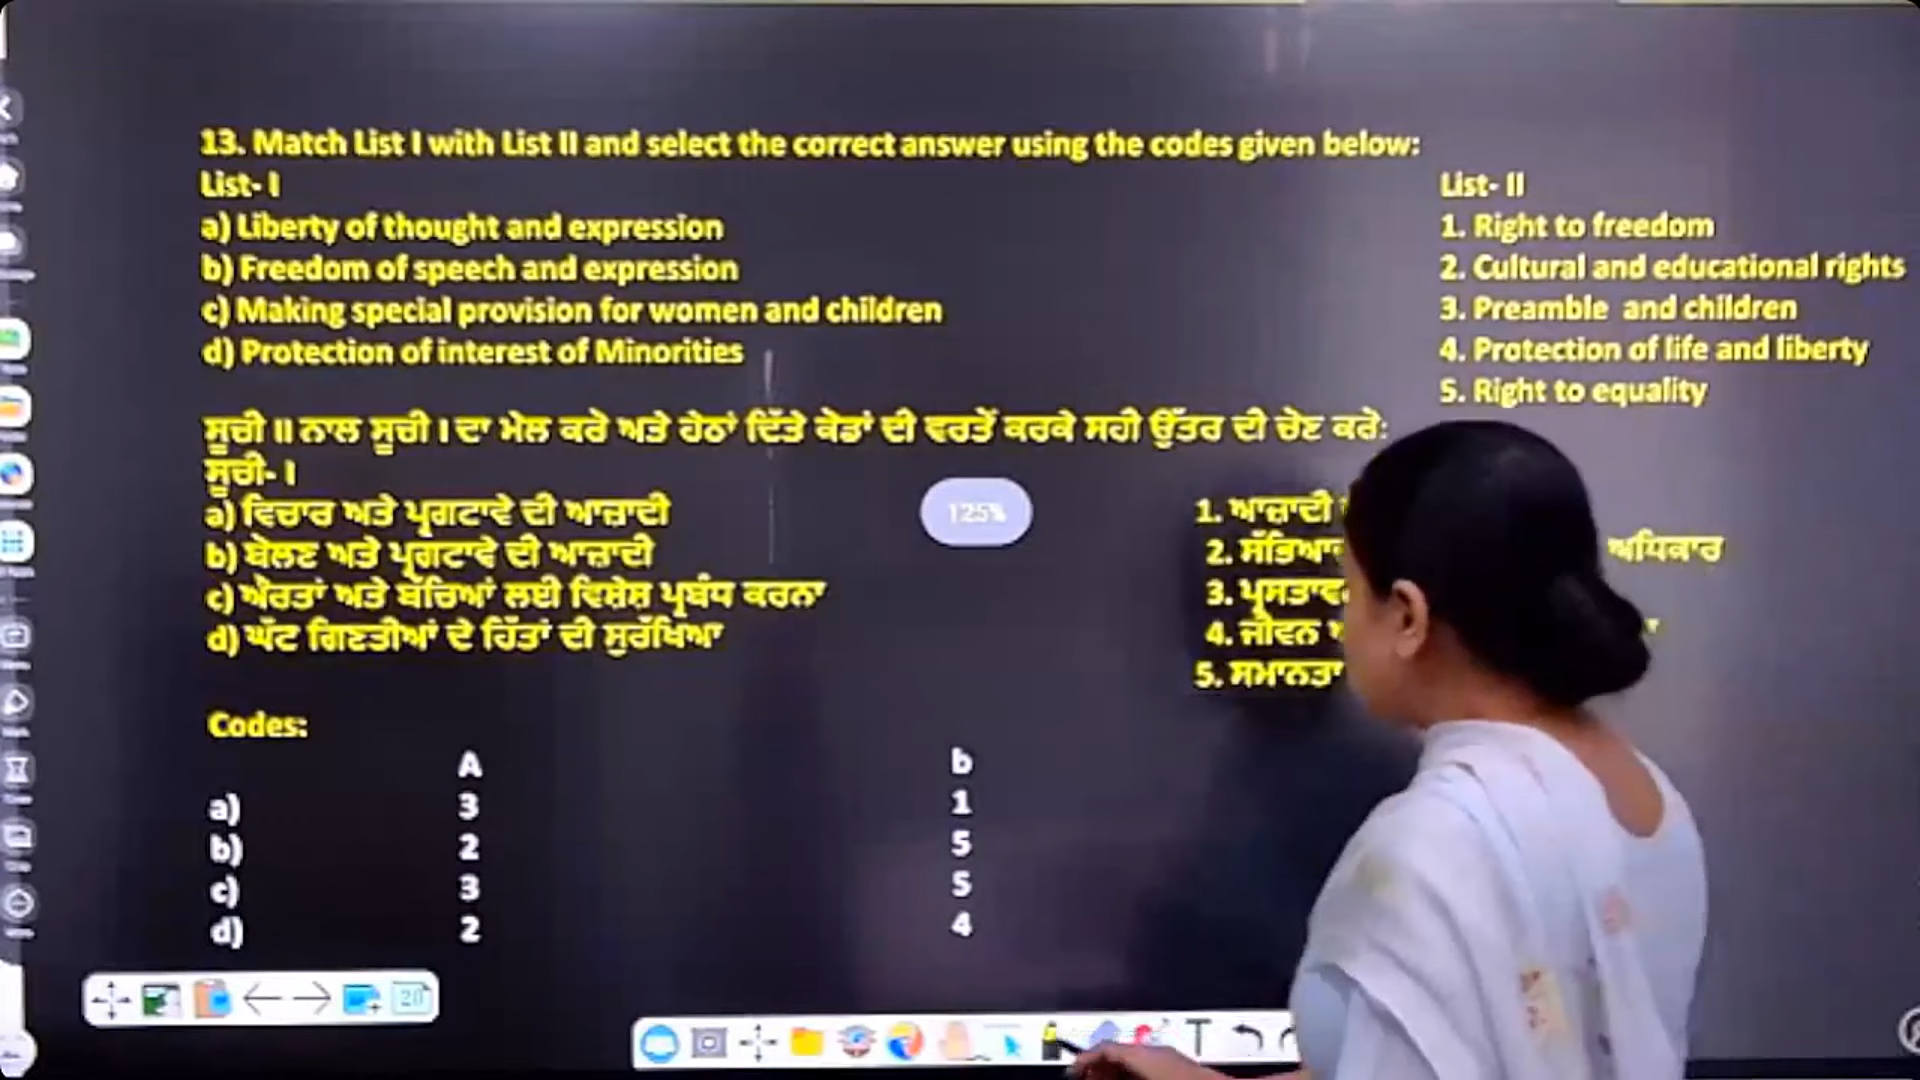 13. Match List I with List II and select the correct answer using the codes given below:
List- I
List- II
a) Liberty of thought and expression
1. Right to freedom
b) Freedom of speech and expression
2. Cultural and educational rights
c) Making special provision for women and children
3. Preamble and children
d) Protection of interest of Minorities
4. Protection of life and liberty
5. Right to equality
ਸੂਚੀ II ਨਾਲ ਸੂਚੀ I ਦਾ ਮੇਲ ਕਰੋ ਅਤੇ ਹੇਠਾਂ ਦਿੱਤੇ ਕੋਡਾਂ ਦੀ ਵਰਤੋਂ ਕਰਕੇ ਸਹੀ ਉੱਤਰ ਦੀ ਚੋਣ ਕਰੋ:
ਸੂਚੀ- I
a) ਵਿਚਾਰ ਅਤੇ ਪ੍ਰਗਟਾਵੇ ਦੀ ਆਜ਼ਾਦੀ
1. ਆਜ਼ਾਦੀ
b) ਬੋਲਣ ਅਤੇ ਪ੍ਰਗਟਾਵੇ ਦੀ ਆਜ਼ਾਦੀ
2. ਅਧਿਕਾਰ
c) ਔਰਤਾਂ ਅਤੇ ਬੱਚਿਆਂ ਲਈ ਵਿਸ਼ੇਸ਼ ਪ੍ਰਬੰਧ ਕਰਨਾ
3.
d) ਘੱਟ ਗਿਣਤੀਆਂ ਦੇ ਹਿੱਤਾਂ ਦੀ ਸੁਰੱਖਿਆ
4. ਜੀਵਨ
5. ਸਮਾਨਤਾ
125%
Codes:
A b
a) 3 1
b) 2 5
c) 3 5
d) 2 4
20